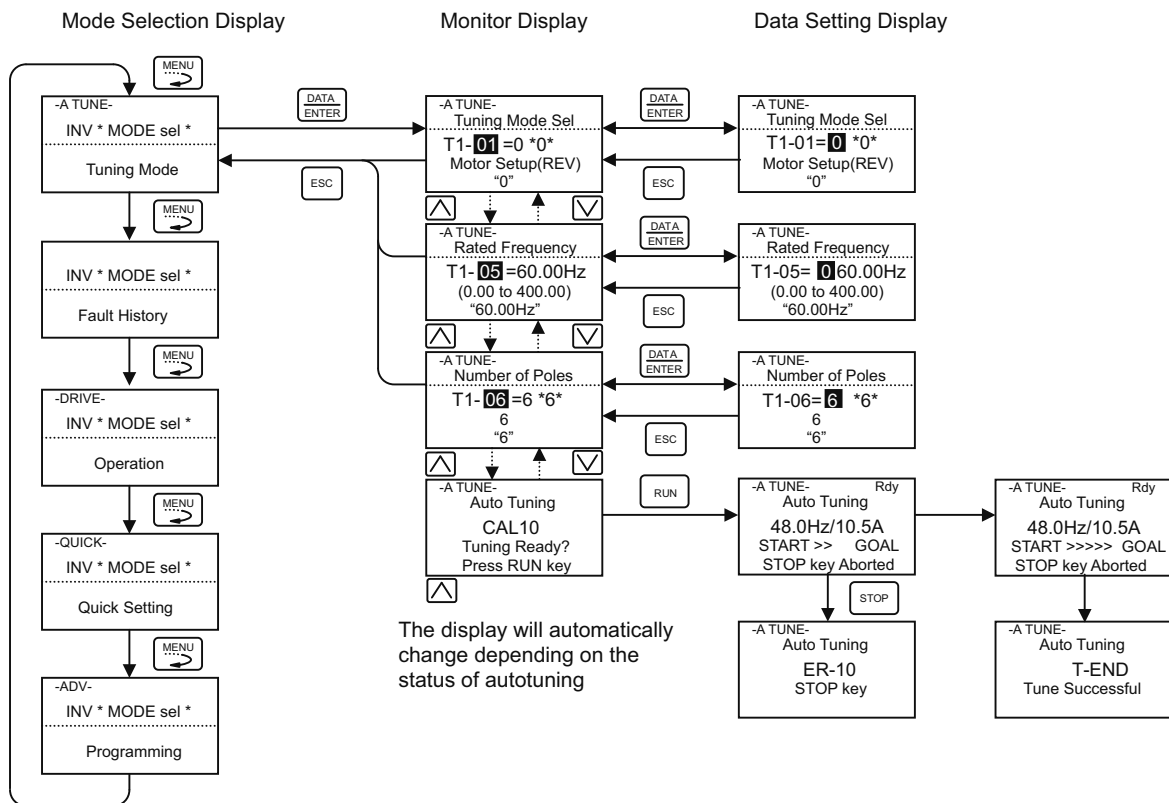 Mode Selection Display
Monitor Display
Data Setting Display
MENU
-A TUNE-
INV * MODE sel *
Tuning Mode
MENU
INV * MODE sel *
Fault History
MENU
-DRIVE-
INV * MODE sel *
Operation
MENU
-QUICK-
INV * MODE sel *
Quick Setting
MENU
-ADV-
INV * MODE sel *
Programming
DATA
ENTER
ESC
-A TUNE-
Tuning Mode Sel
T1-01 =0 *0*
Motor Setup(REV)
“0”
DATA
ENTER
ESC
-A TUNE-
Tuning Mode Sel
T1-01=0 *0*
Motor Setup(REV)
“0”
-A TUNE-
Rated Frequency
T1-05 =60.00Hz
(0.00 to 400.00)
“60.00Hz”
DATA
ENTER
ESC
-A TUNE-
Rated Frequency
T1-05= 060.00Hz
(0.00 to 400.00)
“60.00Hz”
-A TUNE-
Number of Poles
T1-06 =6 *6*
6
“6”
DATA
ENTER
ESC
-A TUNE-
Number of Poles
T1-06=6 *6*
6
“6”
-A TUNE-
Auto Tuning
CAL10
Tuning Ready?
Press RUN key
RUN
-A TUNE- Rdy
Auto Tuning
48.0Hz/10.5A
START >> GOAL
STOP key Aborted
-A TUNE- Rdy
Auto Tuning
48.0Hz/10.5A
START >>>>> GOAL
STOP key Aborted
STOP
The display will automatically
change depending on the
status of autotuning
-A TUNE-
Auto Tuning
ER-10
STOP key
-A TUNE-
Auto Tuning
T-END
Tune Successful